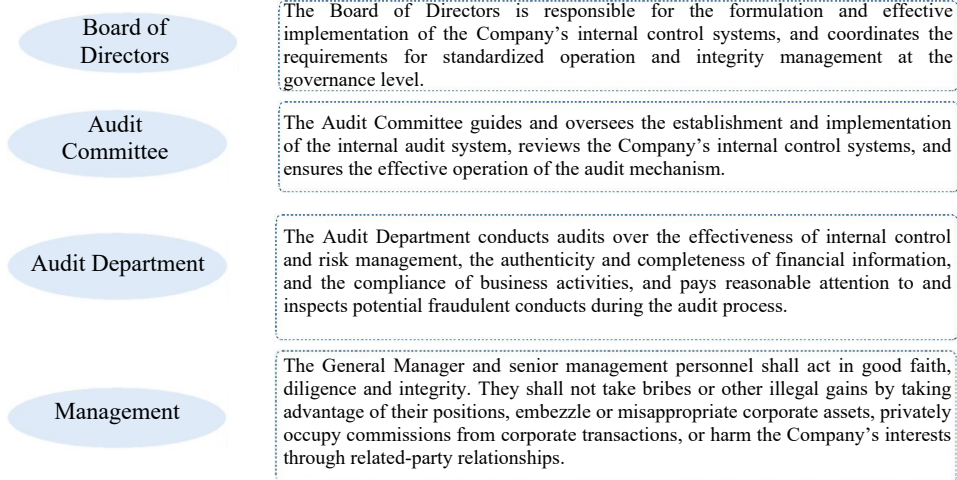 Board of
Directors
The Board of Directors is responsible for the formulation and effective
implementation of the Company’s internal control systems, and coordinates the
requirements for standardized operation and integrity management at the
governance level.
Audit
Committee
The Audit Committee guides and oversees the establishment and implementation
of the internal audit system, reviews the Company’s internal control systems, and
ensures the effective operation of the audit mechanism.
Audit Department
The Audit Department conducts audits over the effectiveness of internal control
and risk management, the authenticity and completeness of financial information,
and the compliance of business activities, and pays reasonable attention to and
inspects potential fraudulent conducts during the audit process.
Management
The General Manager and senior management personnel shall act in good faith,
diligence and integrity. They shall not take bribes or other illegal gains by taking
advantage of their positions, embezzle or misappropriate corporate assets, privately
occupy commissions from corporate transactions, or harm the Company’s interests
through related-party relationships.